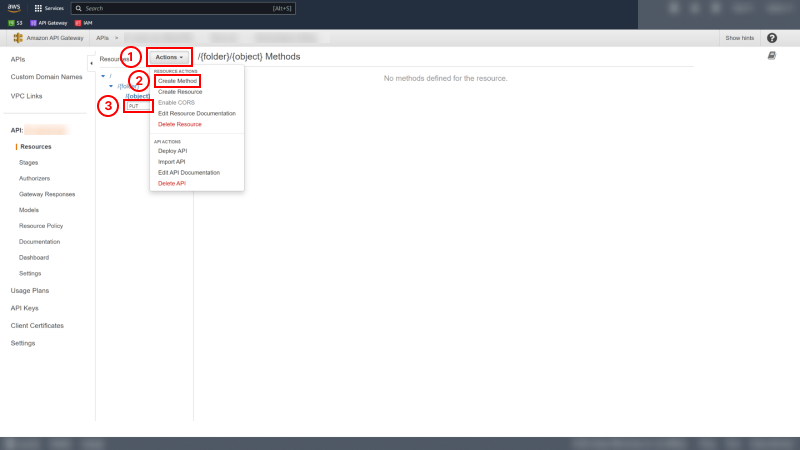 aws
Services
Search
[Alt+S]
S3
API Gateway
IAM
Amazon API Gateway
APIs
>
Show hints
?
APIs
Custom Domain Names
VPC Links
API:
Resources
Stages
Authorizers
Gateway Responses
Models
Resource Policy
Documentation
Dashboard
Settings
Usage Plans
API Keys
Client Certificates
Settings
Resources
1
Actions
/{folder}/{object} Methods
/
2
/{folder}
/{object}
3
PUT
RESOURCE ACTIONS
Create Method
Create Resource
Enable CORS
Edit Resource Documentation
Delete Resource
API ACTIONS
Deploy API
Import API
Edit API Documentation
Delete API
No methods defined for the resource.